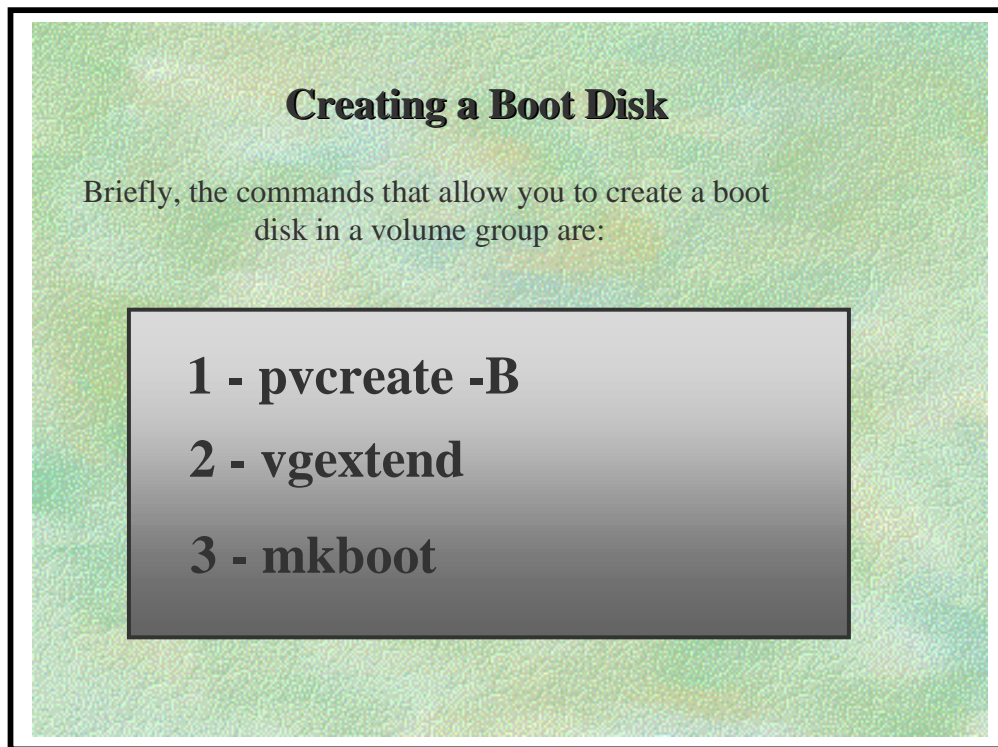 Creating a Boot Disk
Briefly, the commands that allow you to create a boot
disk in a volume group are:
1 - pvcreate -B
2 - vgextend
3 - mkboot